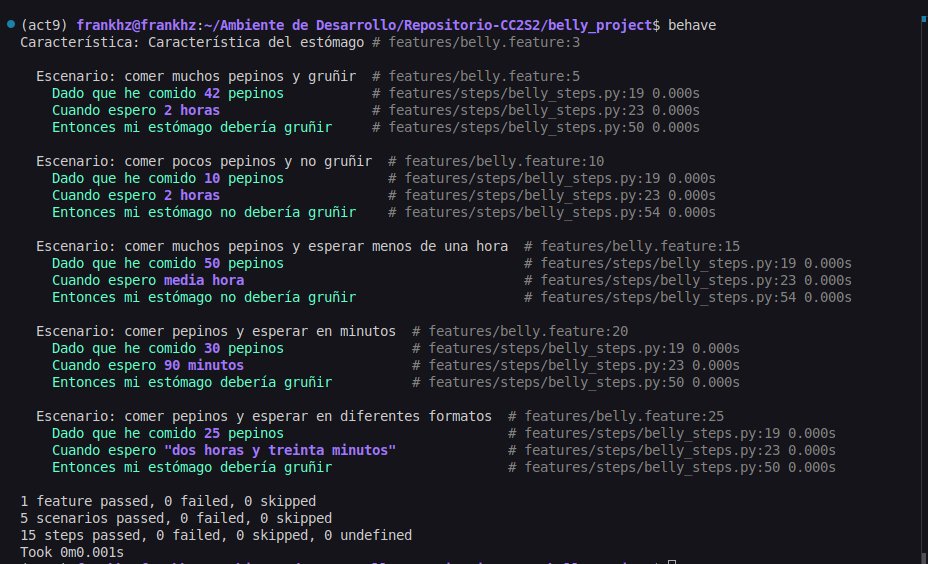 (act9) frankhz@frankhz:~/Ambiente de Desarrollo/Repositorio-CC2S2/belly_project$ behave
Característica: Característica del estómago # features/belly.feature:3
Escenario: comer muchos pepinos y gruñir # features/belly.feature:5
Dado que he comido 42 pepinos # features/steps/belly_steps.py:19 0.000s
Cuando espero 2 horas # features/steps/belly_steps.py:23 0.000s
Entonces mi estómago debería gruñir # features/steps/belly_steps.py:50 0.000s
Escenario: comer pocos pepinos y no gruñir # features/belly.feature:10
Dado que he comido 10 pepinos # features/steps/belly_steps.py:19 0.000s
Cuando espero 2 horas # features/steps/belly_steps.py:23 0.000s
Entonces mi estómago no debería gruñir # features/steps/belly_steps.py:54 0.000s
Escenario: comer muchos pepinos y esperar menos de una hora # features/belly.feature:15
Dado que he comido 50 pepinos # features/steps/belly_steps.py:19 0.000s
Cuando espero media hora # features/steps/belly_steps.py:23 0.000s
Entonces mi estómago no debería gruñir # features/steps/belly_steps.py:54 0.000s
Escenario: comer pepinos y esperar en minutos # features/belly.feature:20
Dado que he comido 30 pepinos # features/steps/belly_steps.py:19 0.000s
Cuando espero 90 minutos # features/steps/belly_steps.py:23 0.000s
Entonces mi estómago debería gruñir # features/steps/belly_steps.py:50 0.000s
Escenario: comer pepinos y esperar en diferentes formatos # features/belly.feature:25
Dado que he comido 25 pepinos # features/steps/belly_steps.py:19 0.000s
Cuando espero "dos horas y treinta minutos" # features/steps/belly_steps.py:23 0.000s
Entonces mi estómago debería gruñir # features/steps/belly_steps.py:50 0.000s
1 feature passed, 0 failed, 0 skipped
5 scenarios passed, 0 failed, 0 skipped
15 steps passed, 0 failed, 0 skipped, 0 undefined
Took 0m0.001s